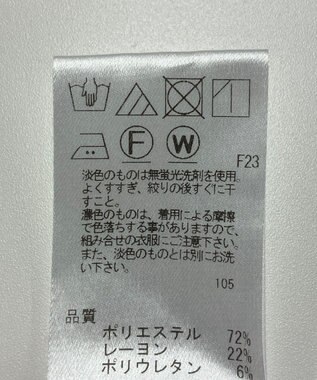 F W
F23
淡色のものは無蛍光洗剤を使用。
よくすすぎ、絞りの後すぐに干
すこと。
濃色のものは、着用による摩擦
で色落ちする事がありますので、
組み合せの衣服にご注意下さい。
また、淡色のものとは別にお洗
い下さい。
105
品質
ポリエステル 72%
レーヨン 22%
ポリウレタン 6%